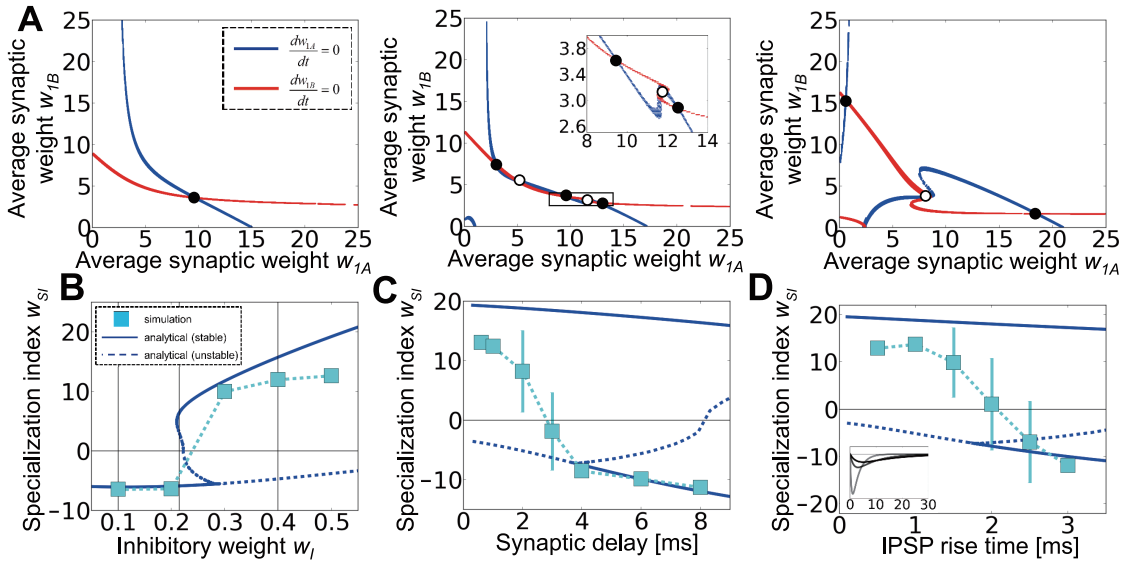 A
Average synaptic
weight w1B
25
20
15
10
5
0
dw1A/dt = 0
dw1B/dt = 0
0 5 10 15 20 25
Average synaptic weight w1A
Average synaptic
weight w1B
25
20
15
10
5
0
3.8
3.4
3.0
2.6
8 10 12 14
0 5 10 15 20 25
Average synaptic weight w1A
Average synaptic
weight w1B
25
20
15
10
5
0
0 5 10 15 20 25
Average synaptic weight w1A
B
Specialization index wSI
simulation
analytical (stable)
analytical (unstable)
20
10
0
−10
0.1 0.2 0.3 0.4 0.5
Inhibitory weight wI
C
Specialization index wSI
20
10
0
−10
0 2 4 6 8
Synaptic delay [ms]
D
Specialization index wSI
20
10
0
−10
−20
0 10 20 30
0 1 2 3
IPSP rise time [ms]